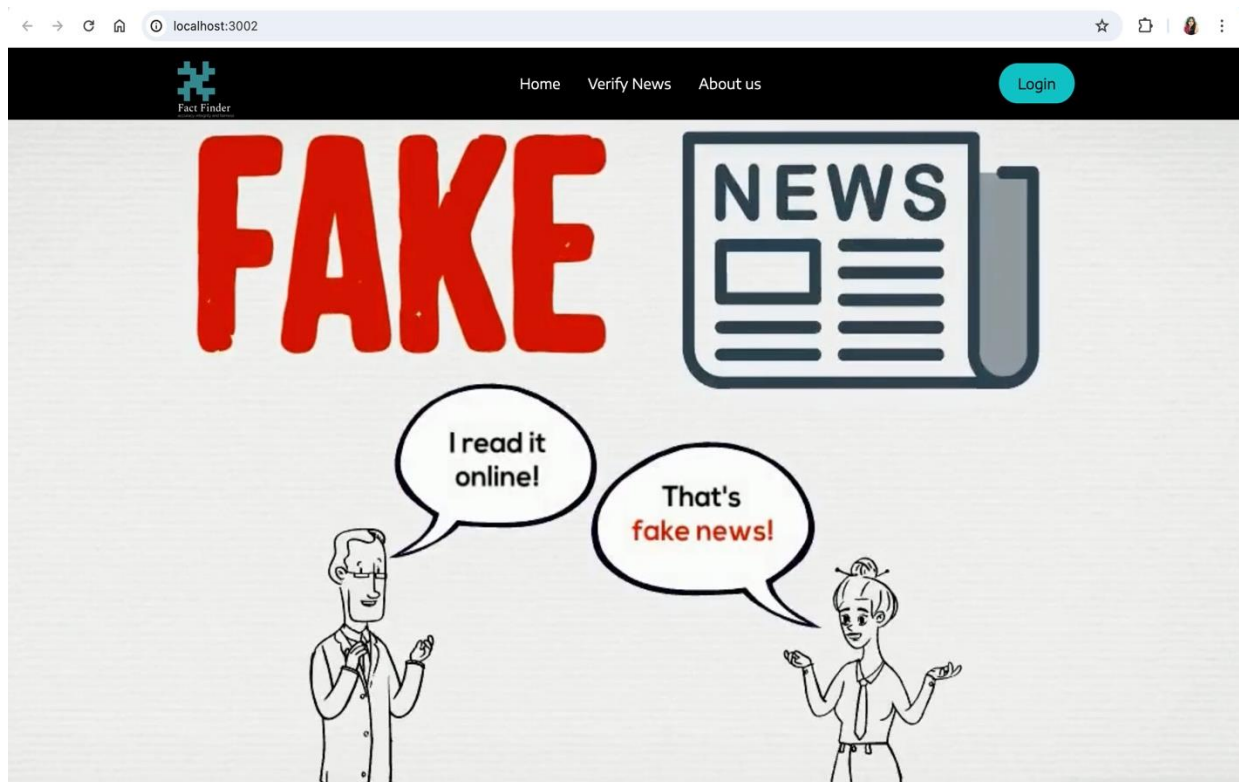 localhost:3002
Fact Finder
Home Verify News About us
Login
FAKE NEWS
I read it
online!
That's
fake news!